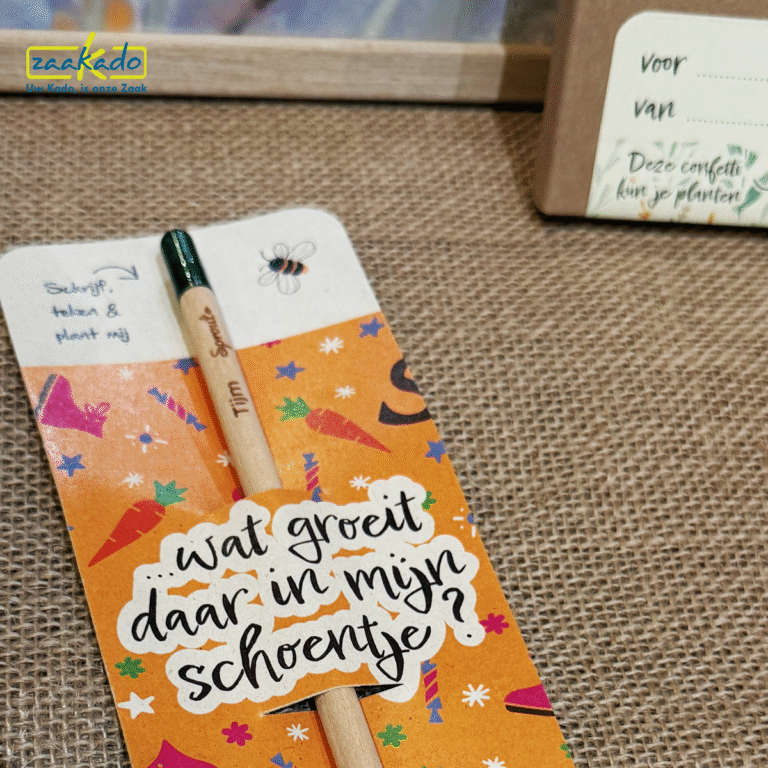 zaakado
Uw Kado, is onze Zaak
voor
van
Deze confetti
kun je planten
Schrijf,
teken &
plant mij
Sprout
Tijm
S
...wat groeit
daar in mijn
schoentje?